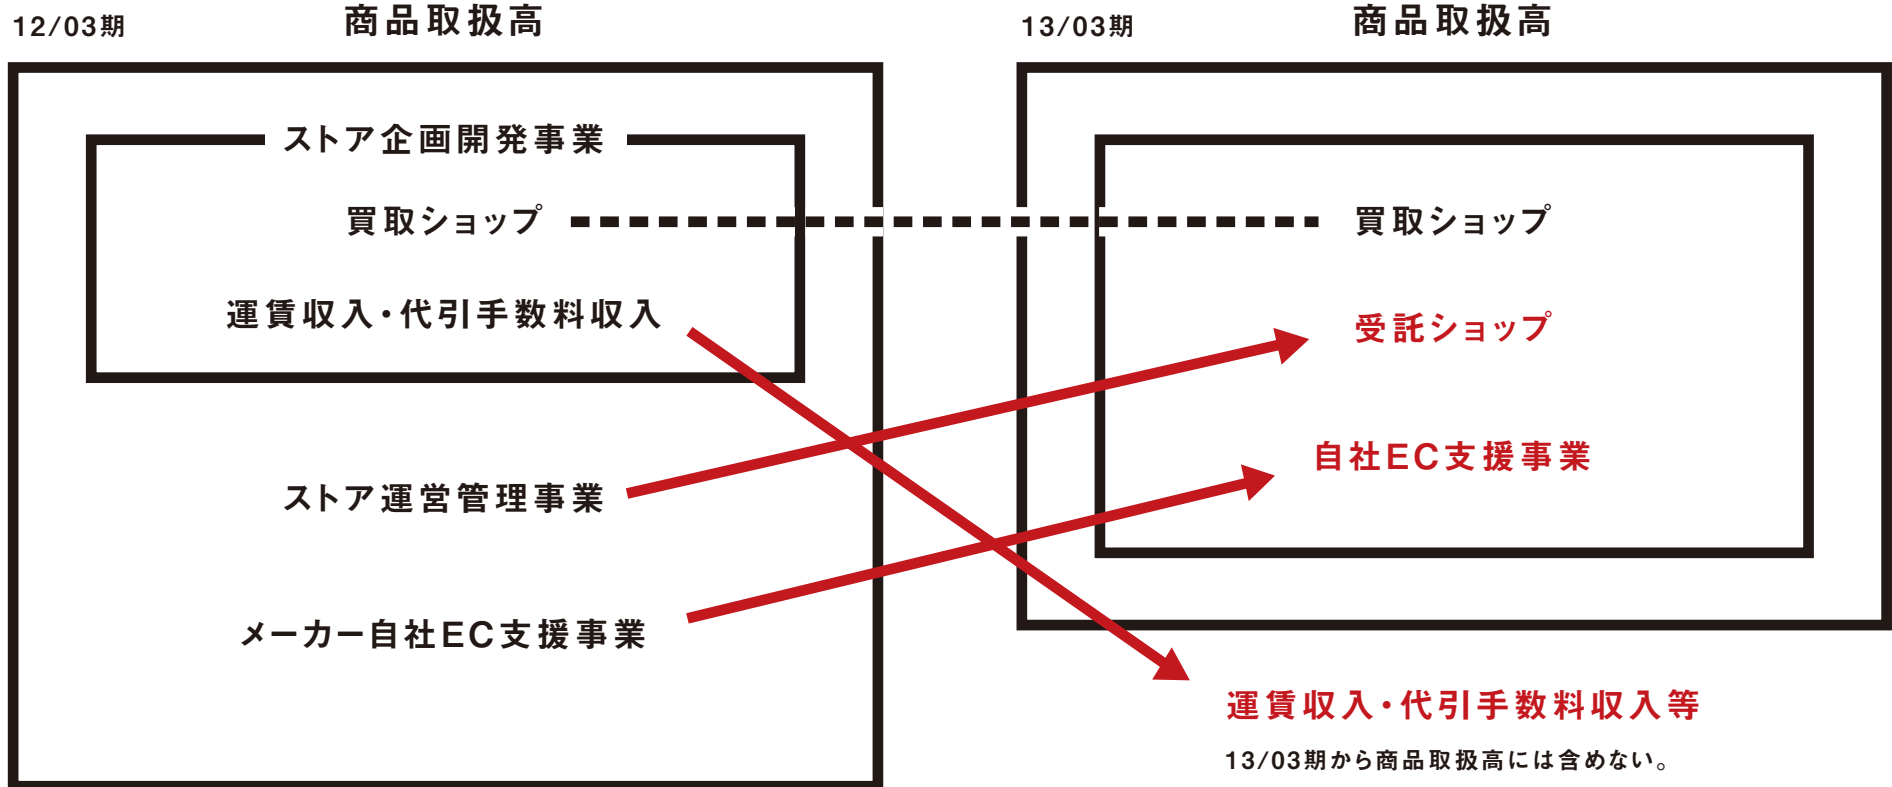 12/03期
商品取扱高
ストア企画開発事業
買取ショップ
運賃収入・代引手数料収入
ストア運営管理事業
メーカー自社EC支援事業
13/03期
商品取扱高
買取ショップ
受託ショップ
自社EC支援事業
運賃収入・代引手数料収入等
13/03期から商品取扱高には含めない。